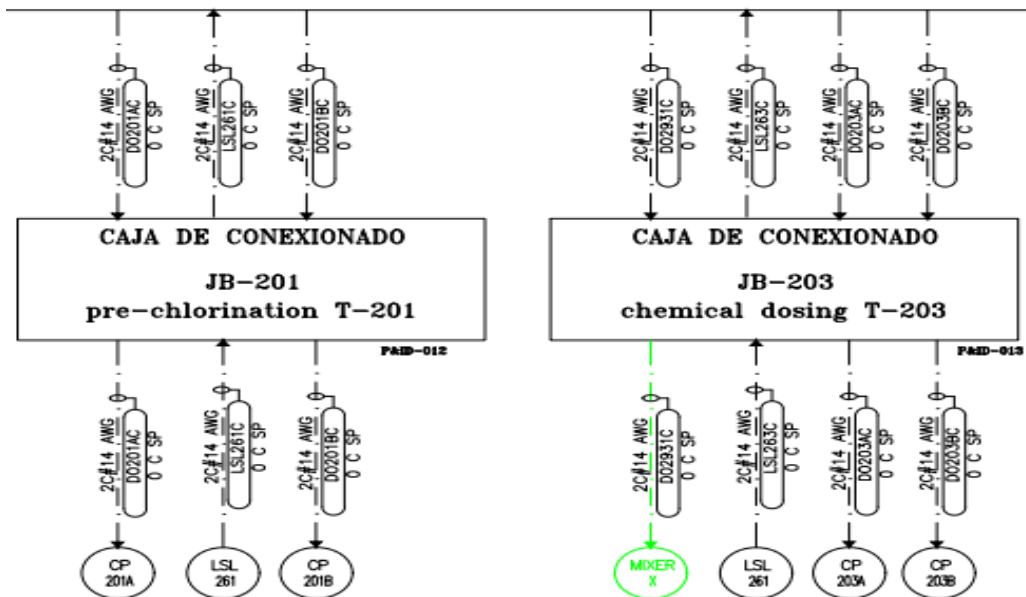 2C#14 AWG
DO201AC
0 C SP
2C#14 AWG
LSL261C
0 C SP
2C#14 AWG
DO201BC
0 C SP
2C#14 AWG
DO2931C
0 C SP
2C#14 AWG
LSL263C
0 C SP
2C#14 AWG
DO203AC
0 C SP
2C#14 AWG
DO203BC
0 C SP
CAJA DE CONEXIONADO
JB-201
pre-chlorination T-201
P&ID-012
CAJA DE CONEXIONADO
JB-203
chemical dosing T-203
P&ID-013
2C#14 AWG
DO201AC
0 C SP
2C#14 AWG
LSL261C
0 C SP
2C#14 AWG
DO201BC
0 C SP
2C#14 AWG
DO2931C
0 C SP
2C#14 AWG
LSL263C
0 C SP
2C#14 AWG
DO203AC
0 C SP
2C#14 AWG
DO203BC
0 C SP
CP
201A
LSL
261
CP
201B
MIXER
X
LSL
261
CP
203A
CP
203B